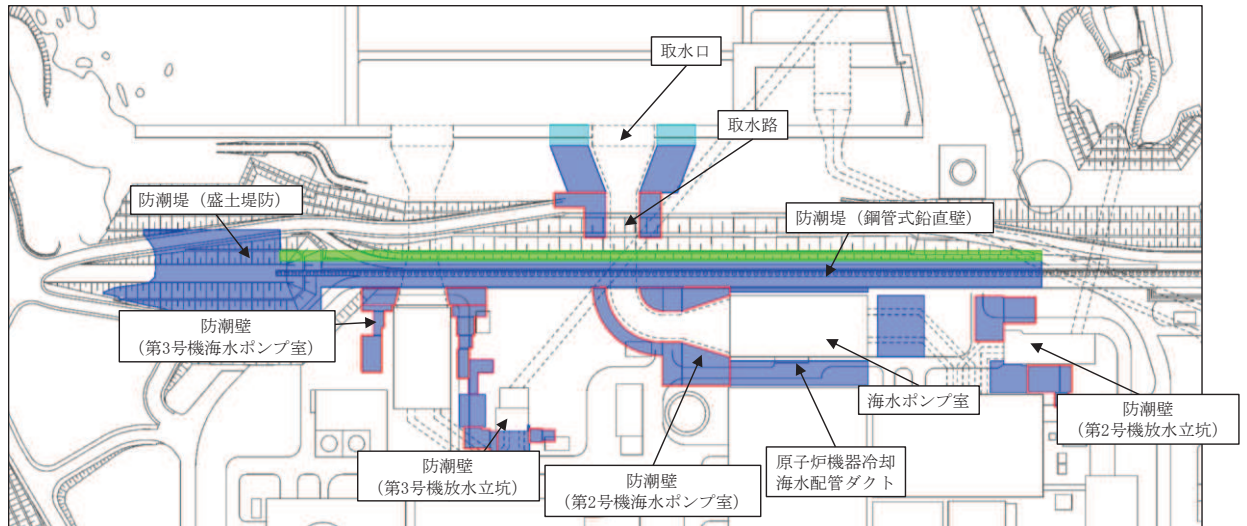 取水口
取水路
防潮堤（盛土堤防）
防潮堤（鋼管式鉛直壁）
防潮壁
（第3号機海水ポンプ室）
海水ポンプ室
防潮壁
（第2号機放水立坑）
防潮壁
（第3号機放水立坑）
防潮壁
（第2号機海水ポンプ室）
原子炉機器冷却
海水配管ダクト